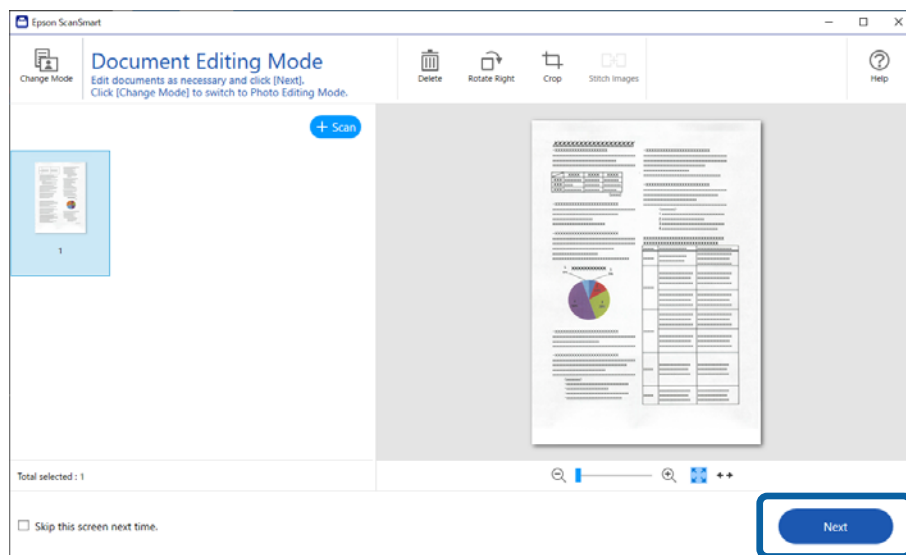 Epson ScanSmart
Change Mode
Document Editing Mode
Edit documents as necessary and click [Next].
Click [Change Mode] to switch to Photo Editing Mode.
Delete
Rotate Right
Crop
Stitch Images
Help
+ Scan
1
Total selected : 1
Skip this screen next time.
Next